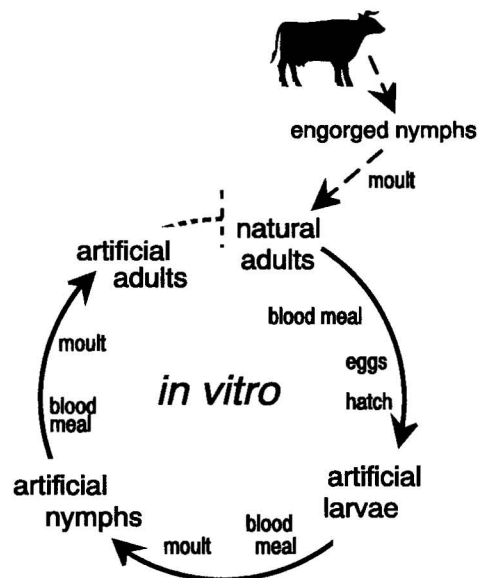 engorged nymphs
moult
natural
adults
artificial
adults
blood meal
eggs
hatch
moult
blood
meal
in vitro
artificial
larvae
artificial
nymphs
blood
meal
moult